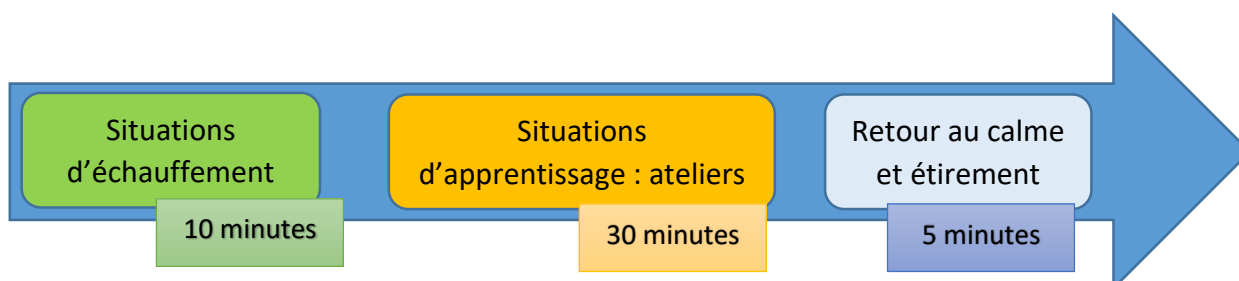 Situations
d’échauffement
10 minutes
Situations
d’apprentissage : ateliers
30 minutes
Retour au calme
et étirement
5 minutes